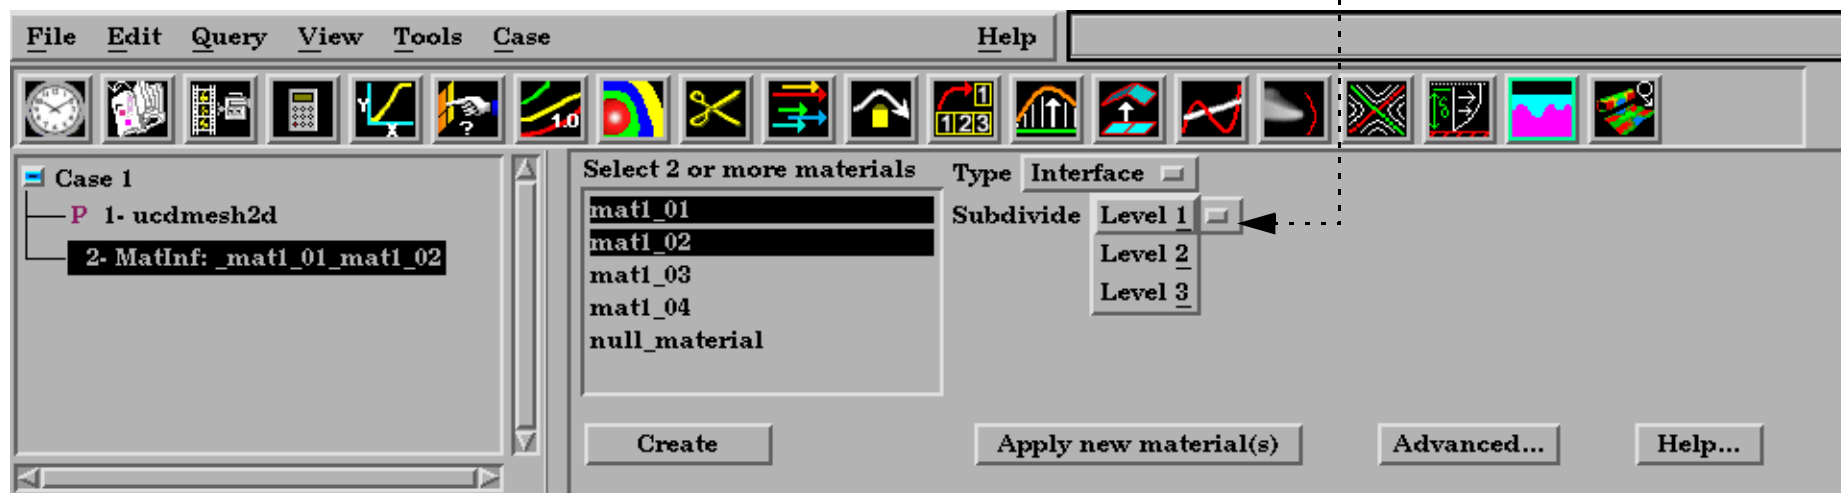 File Edit Query View Tools Case Help
Y X ? 1.0 1 1 2 3 δ
Case 1
P 1- ucdmesh2d
2- MatInf: _mat1_01_mat1_02
Select 2 or more materials
mat1_01
mat1_02
mat1_03
mat1_04
null_material
Type Interface
Subdivide Level 1
Level 2
Level 3
Create Apply new material(s) Advanced... Help...